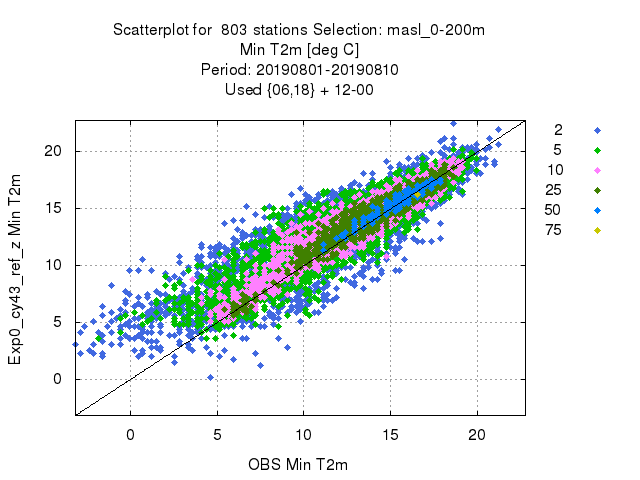 Scatterplot for 803 stations Selection: masl_0-200m
Min T2m [deg C]
Period: 20190801-20190810
Used {06,18} + 12-00
2
5
10
25
50
75
Exp0_cy43_ref_z Min T2m
20
15
10
5
0
0 5 10 15 20
OBS Min T2m